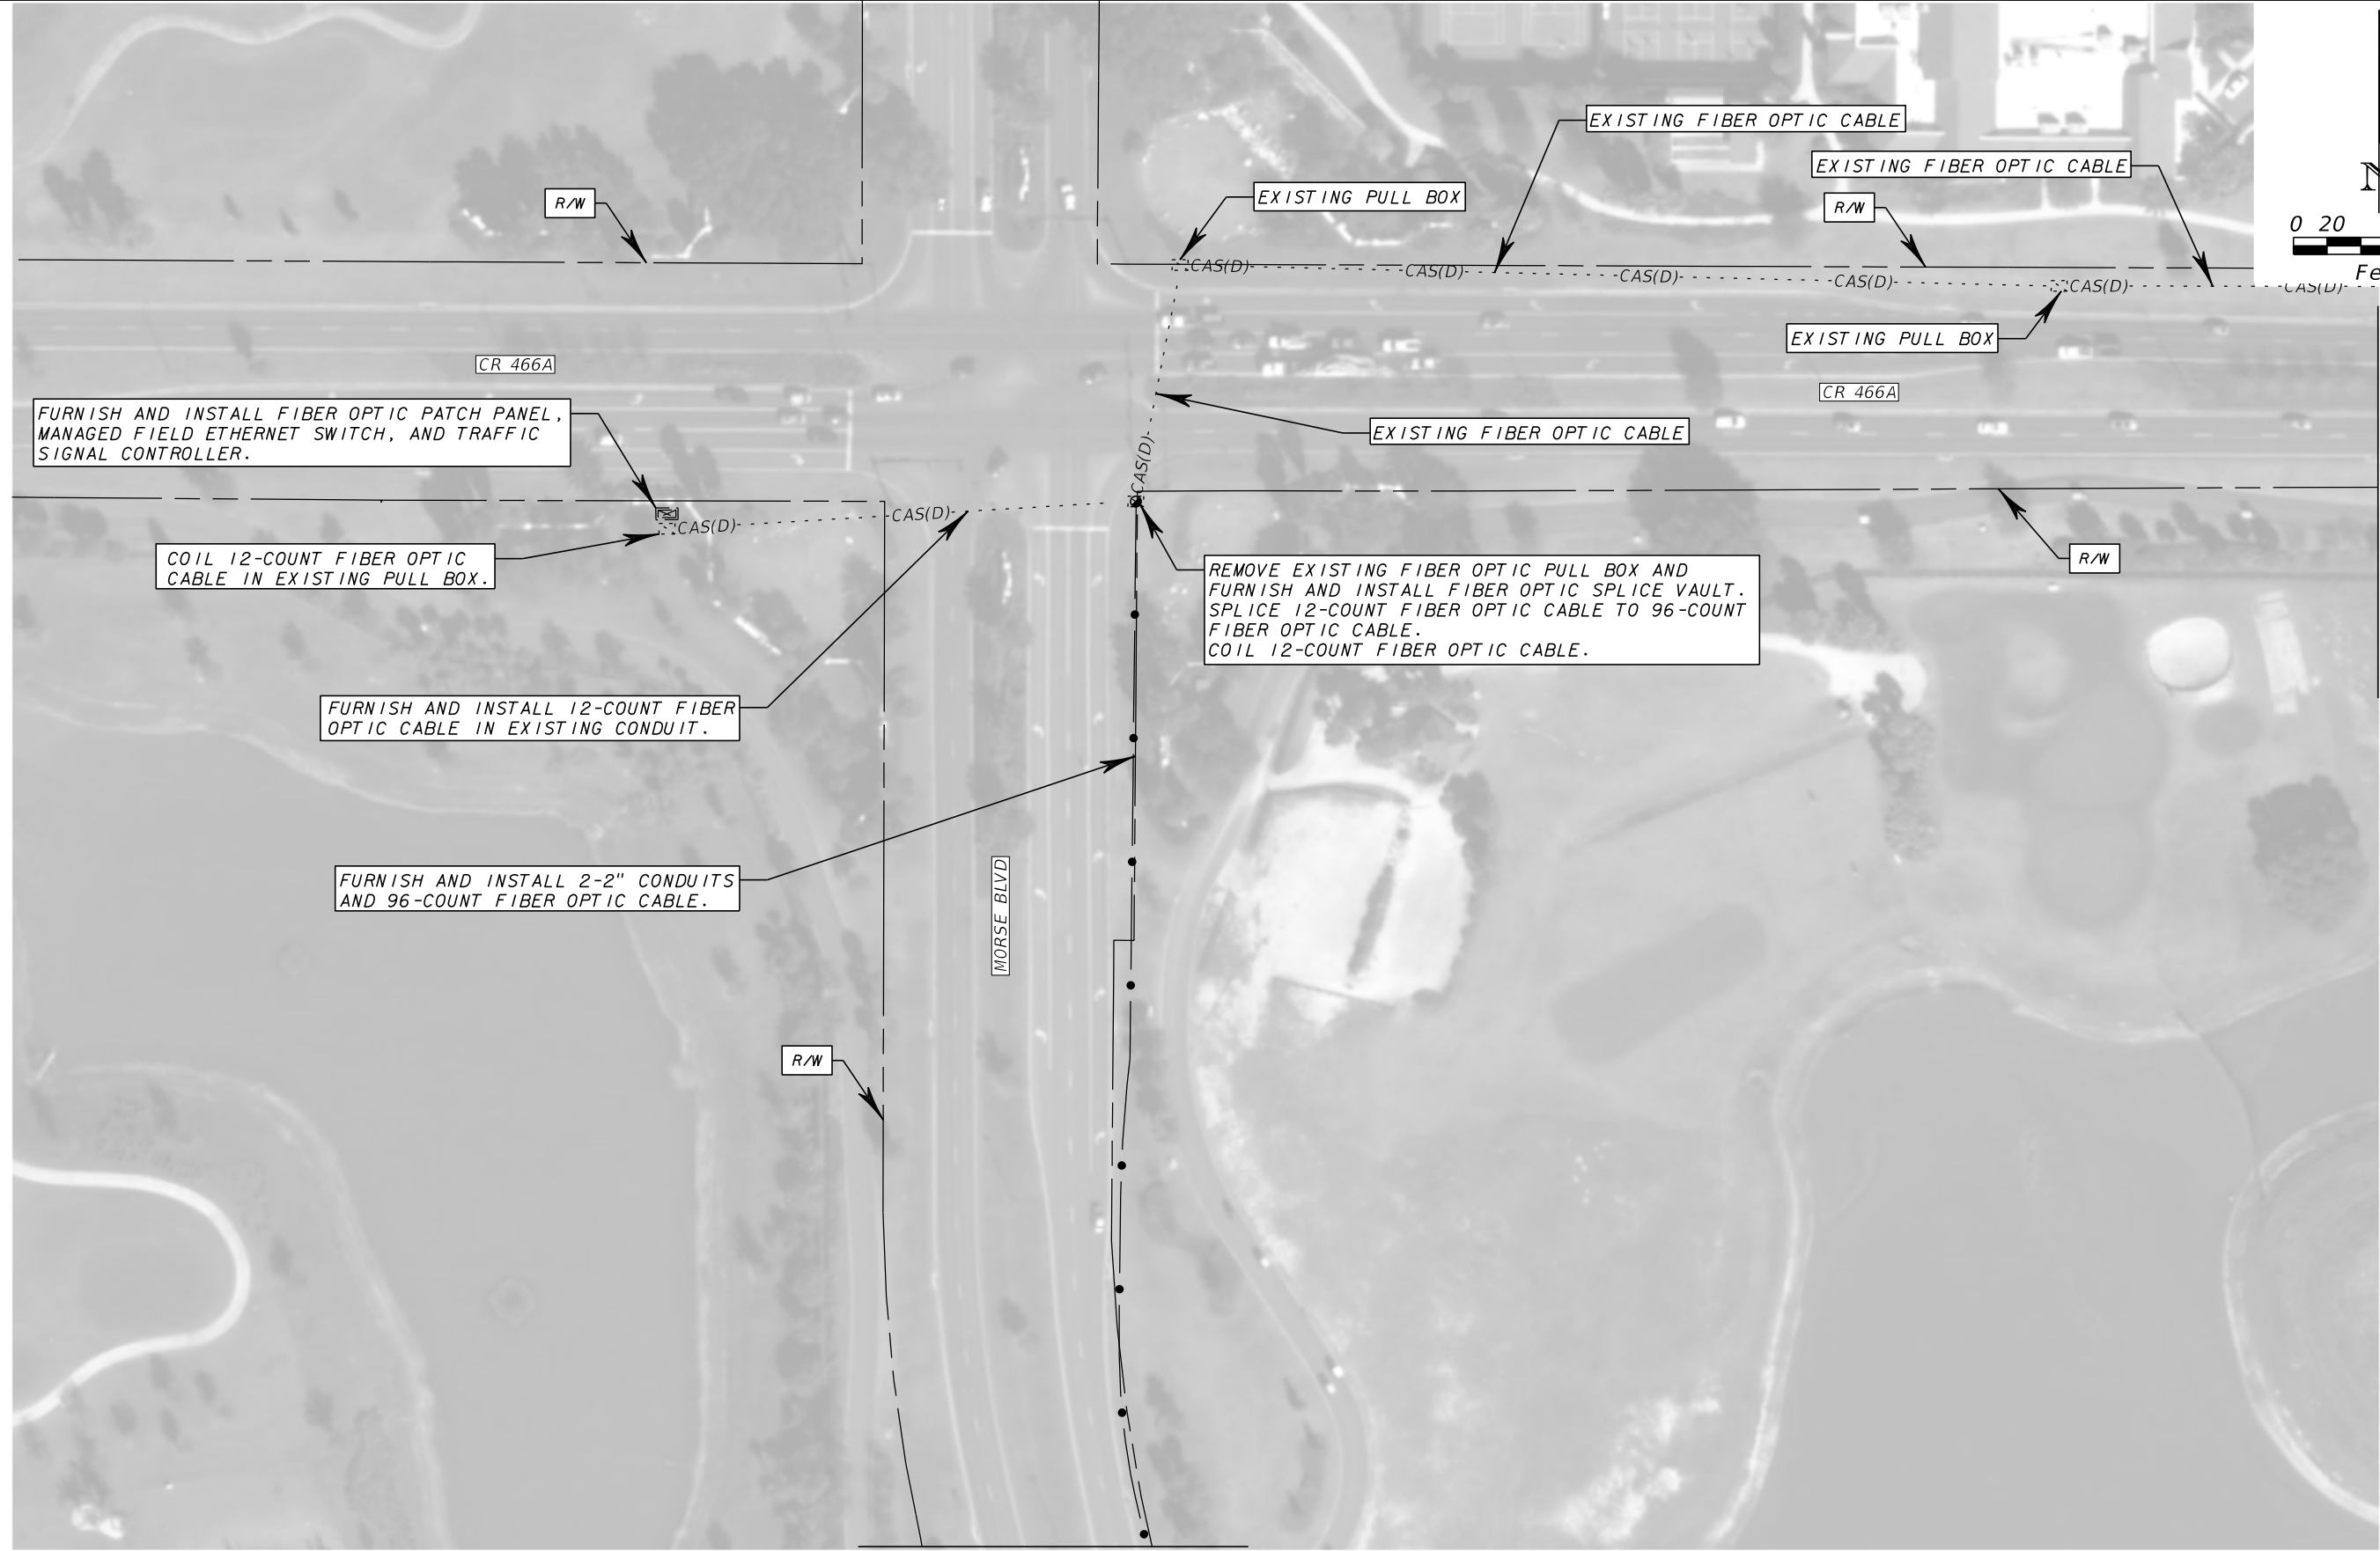 EXISTING FIBER OPTIC CABLE
EXISTING FIBER OPTIC CABLE
EXISTING PULL BOX
R/W
R/W
0 20
CAS(D)
CAS(D)
CAS(D)
CAS(D)
CAS(D)
CAS(D)
EXISTING PULL BOX
CR 466A
CR 466A
FURNISH AND INSTALL FIBER OPTIC PATCH PANEL,
MANAGED FIELD ETHERNET SWITCH, AND TRAFFIC
SIGNAL CONTROLLER.
EXISTING FIBER OPTIC CABLE
CAS(D)
CAS(D)
CAS(D)
COIL 12-COUNT FIBER OPTIC
CABLE IN EXISTING PULL BOX.
REMOVE EXISTING FIBER OPTIC PULL BOX AND
FURNISH AND INSTALL FIBER OPTIC SPLICE VAULT.
SPLICE 12-COUNT FIBER OPTIC CABLE TO 96-COUNT
FIBER OPTIC CABLE.
COIL 12-COUNT FIBER OPTIC CABLE.
R/W
FURNISH AND INSTALL 12-COUNT FIBER
OPTIC CABLE IN EXISTING CONDUIT.
FURNISH AND INSTALL 2-2" CONDUITS
AND 96-COUNT FIBER OPTIC CABLE.
MORSE BLVD
R/W